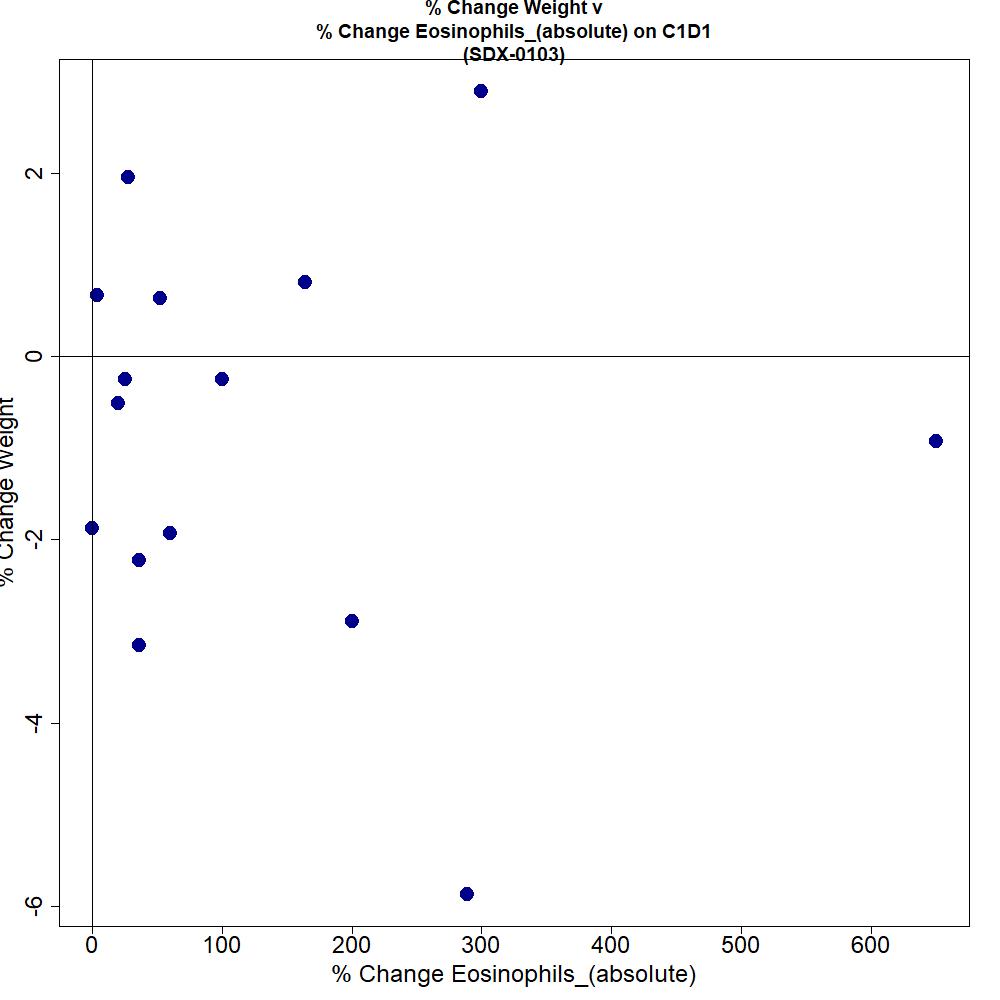 % Change Weight v
% Change Eosinophils_(absolute) on C1D1
(SDX-0103)
% Change Weight
2
0
-2
-4
-6
0 100 200 300 400 500 600
% Change Eosinophils_(absolute)